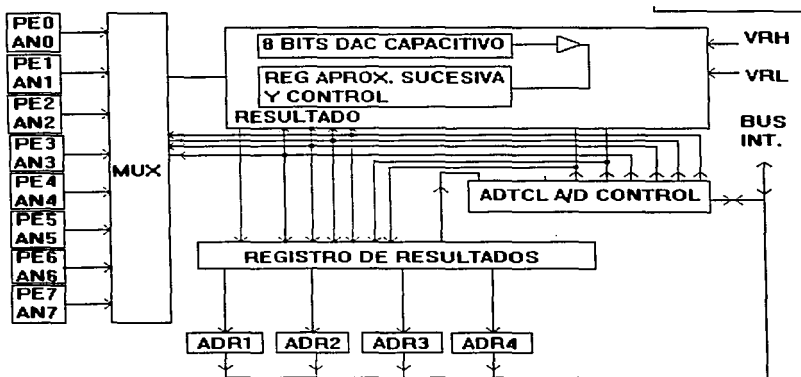 PE0
AN0
PE1
AN1
PE2
AN2
PE3
AN3
PE4
AN4
PE5
AN5
PE6
AN6
PE7
AN7
MUX
8 BITS DAC CAPACITIVO
REG APROX. SUCESIVA
Y CONTROL
RESULTADO
VRH
VRL
BUS
INT.
ADTCL A/D CONTROL
REGISTRO DE RESULTADOS
ADR1
ADR2
ADR3
ADR4